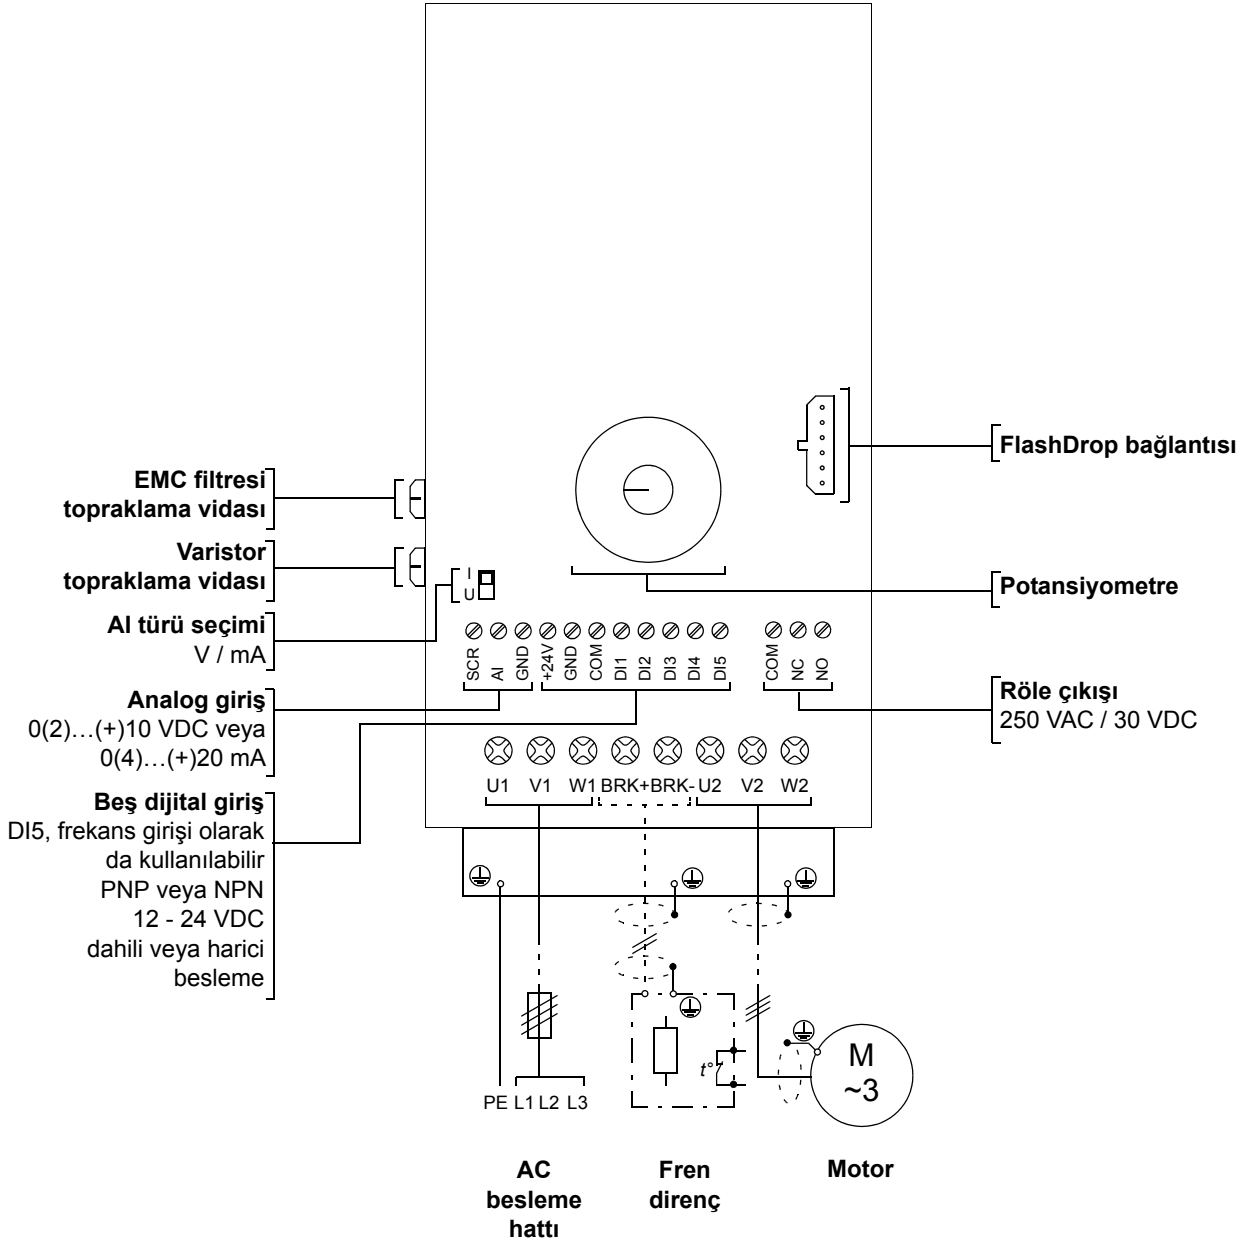 FlashDrop bağlantısı
EMC filtresi
topraklama vidası
Varistor
topraklama vidası
I
U
Potansiyometre
AI türü seçimi
V / mA
SCR
AI
GND
+24V
GND
COM
DI1
DI2
DI3
DI4
DI5
COM
NC
NO
Analog giriş
0(2)…(+)10 VDC veya
0(4)…(+)20 mA
Röle çıkışı
250 VAC / 30 VDC
U1 V1 W1 BRK+ BRK- U2 V2 W2
Beş dijital giriş
DI5, frekans girişi olarak
da kullanılabilir
PNP veya NPN
12 - 24 VDC
dahili veya harici
besleme
t°
M
~3
PE L1 L2 L3
AC
besleme
hattı
Fren
direnç
Motor